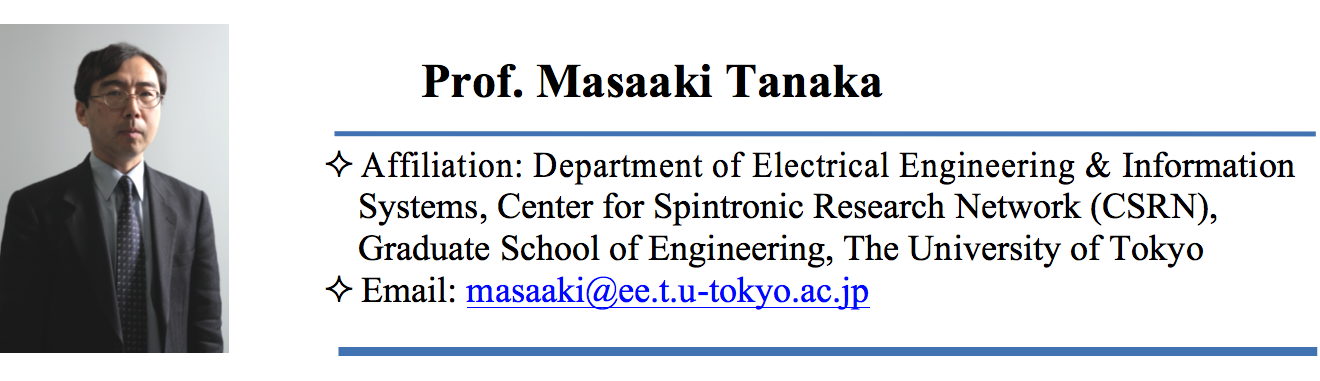 Prof. Masaaki Tanaka
✧ Affiliation: Department of Electrical Engineering & Information
Systems, Center for Spintronic Research Network (CSRN),
Graduate School of Engineering, The University of Tokyo
✧ Email: masaaki@ee.t.u-tokyo.ac.jp